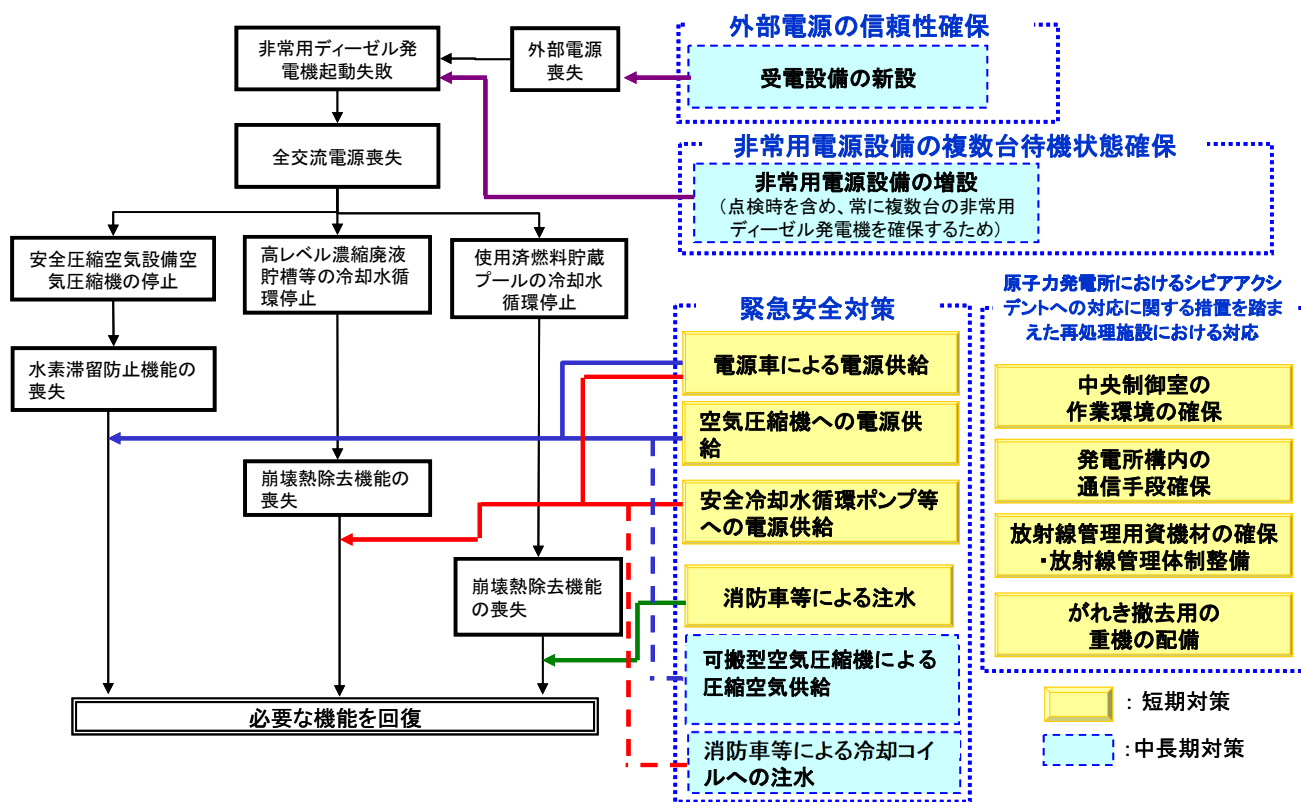 非常用ディーゼル発
電機起動失敗
外部電源
喪失
外部電源の信頼性確保
受電設備の新設
全交流電源喪失
非常用電源設備の複数台待機状態確保
非常用電源設備の増設
(点検時を含め、常に複数台の非常用
ディーゼル発電機を確保するため)
安全圧縮空気設備空
気圧縮機の停止
高レベル濃縮廃液
貯槽等の冷却水循
環停止
使用済燃料貯蔵
プールの冷却水
循環停止
水素滞留防止機能の
喪失
崩壊熱除去機能の
喪失
崩壊熱除去機能
の喪失
必要な機能を回復
緊急安全対策
電源車による電源供給
空気圧縮機への電源供
給
安全冷却水循環ポンプ等
への電源供給
消防車等による注水
可搬型空気圧縮機による
圧縮空気供給
消防車等による冷却コイ
ルへの注水
原子力発電所におけるシビアアクシ
デントへの対応に関する措置を踏ま
えた再処理施設における対応
中央制御室の
作業環境の確保
発電所構内の
通信手段確保
放射線管理用資機材の確保
・放射線管理体制整備
がれき撤去用の
重機の配備
：短期対策
：中長期対策